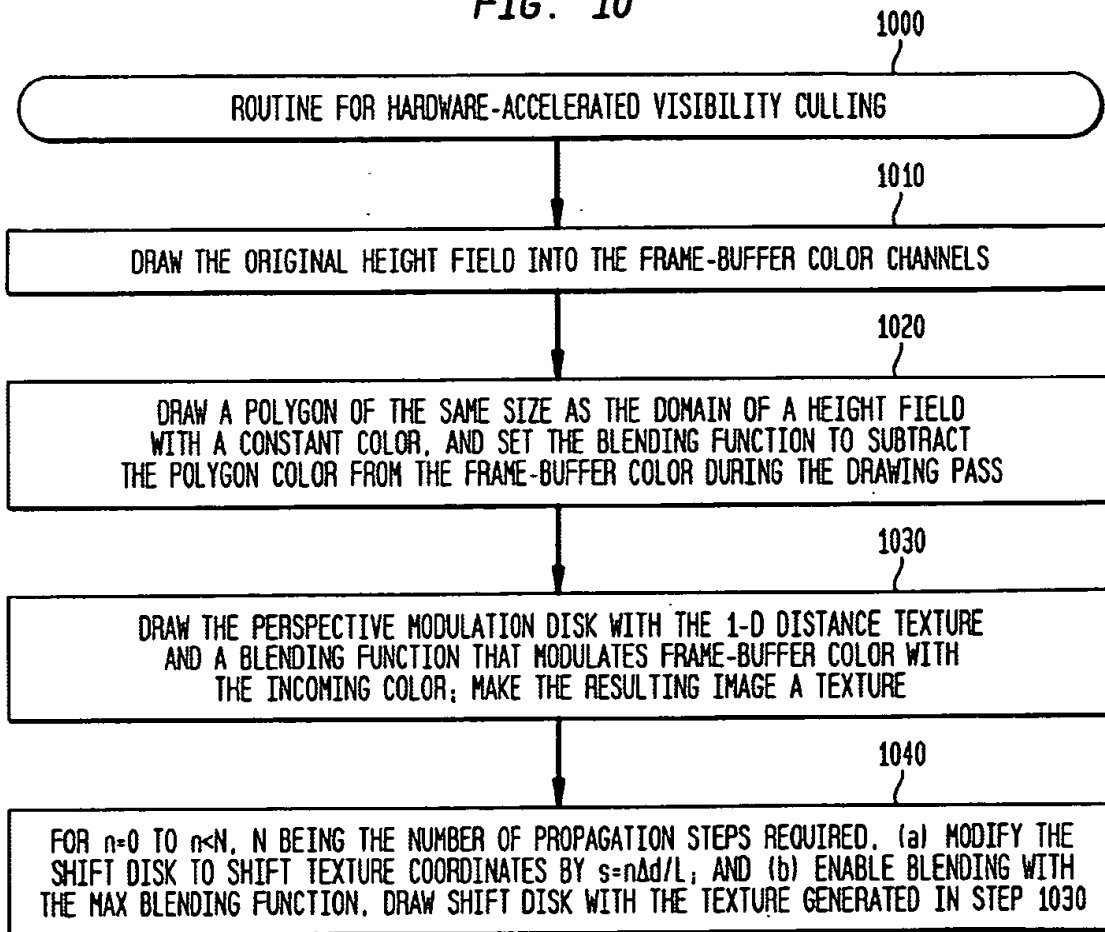 FIG. 10
1000
ROUTINE FOR HARDWARE-ACCELERATED VISIBILITY CULLING
1010
DRAW THE ORIGINAL HEIGHT FIELD INTO THE FRAME-BUFFER COLOR CHANNELS
1020
DRAW A POLYGON OF THE SAME SIZE AS THE DOMAIN OF A HEIGHT FIELD
WITH A CONSTANT COLOR, AND SET THE BLENDING FUNCTION TO SUBTRACT
THE POLYGON COLOR FROM THE FRAME-BUFFER COLOR DURING THE DRAWING PASS
1030
DRAW THE PERSPECTIVE MODULATION DISK WITH THE 1-D DISTANCE TEXTURE
AND A BLENDING FUNCTION THAT MODULATES FRAME-BUFFER COLOR WITH
THE INCOMING COLOR; MAKE THE RESULTING IMAGE A TEXTURE
1040
FOR n=0 TO n<N, N BEING THE NUMBER OF PROPAGATION STEPS REQUIRED, (a) MODIFY THE
SHIFT DISK TO SHIFT TEXTURE COORDINATES BY s=nΔd/L; AND (b) ENABLE BLENDING WITH
THE MAX BLENDING FUNCTION, DRAW SHIFT DISK WITH THE TEXTURE GENERATED IN STEP 1030